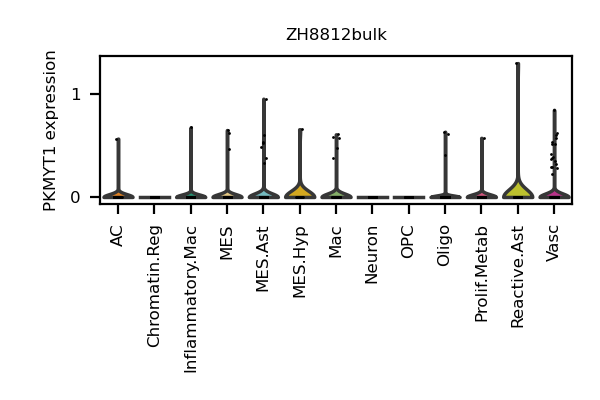 ZH8812bulk
PKMYT1 expression
1
0
AC
Chromatin.Reg
Inflammatory.Mac
MES
MES.Ast
MES.Hyp
Mac
Neuron
OPC
Oligo
Prolif.Metab
Reactive.Ast
Vasc